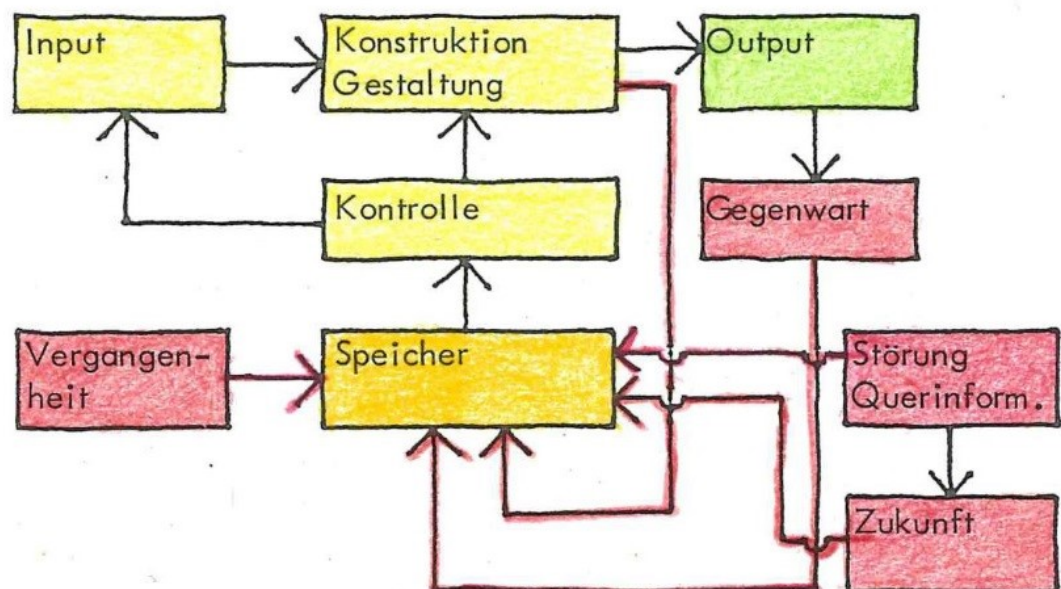 Input
Konstruktion
Gestaltung
Output
Kontrolle
Gegenwart
Vergangen-
heit
Speicher
Störung
Querinform.
Zukunft